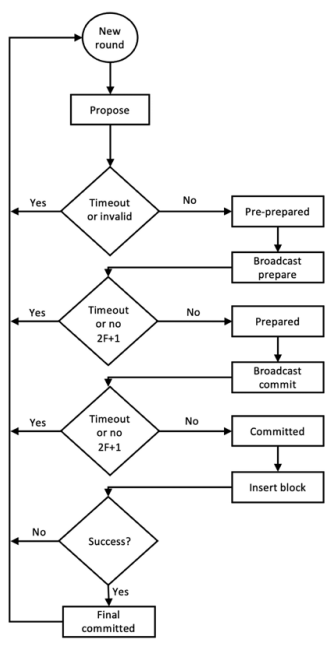 New
round
Propose
Timeout
or invalid
Yes
No
Pre-prepared
Broadcast
prepare
Timeout
or no
2F+1
Yes
No
Prepared
Broadcast
commit
Timeout
or no
2F+1
Yes
No
Committed
Insert block
Success?
No
Yes
Final
committed